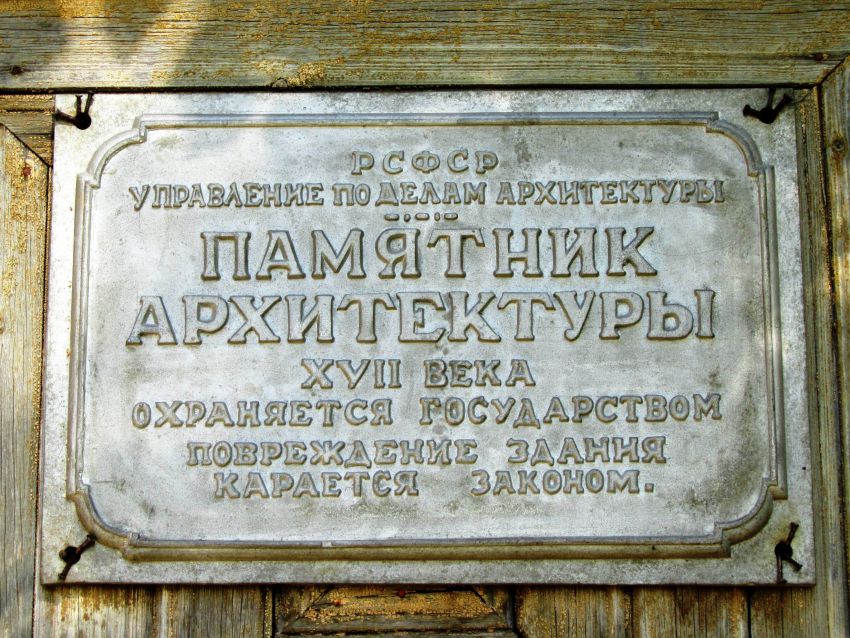 РСФСР
УПРАВЛЕНИЕ ПО ДЕЛАМ АРХИТЕКТУРЫ
ПАМЯТНИК
АРХИТЕКТУРЫ
XVII ВЕКА
ОХРАНЯЕТСЯ ГОСУДАРСТВОМ
ПОВРЕЖДЕНИЕ ЗДАНИЯ
КАРАЕТСЯ ЗАКОНОМ.